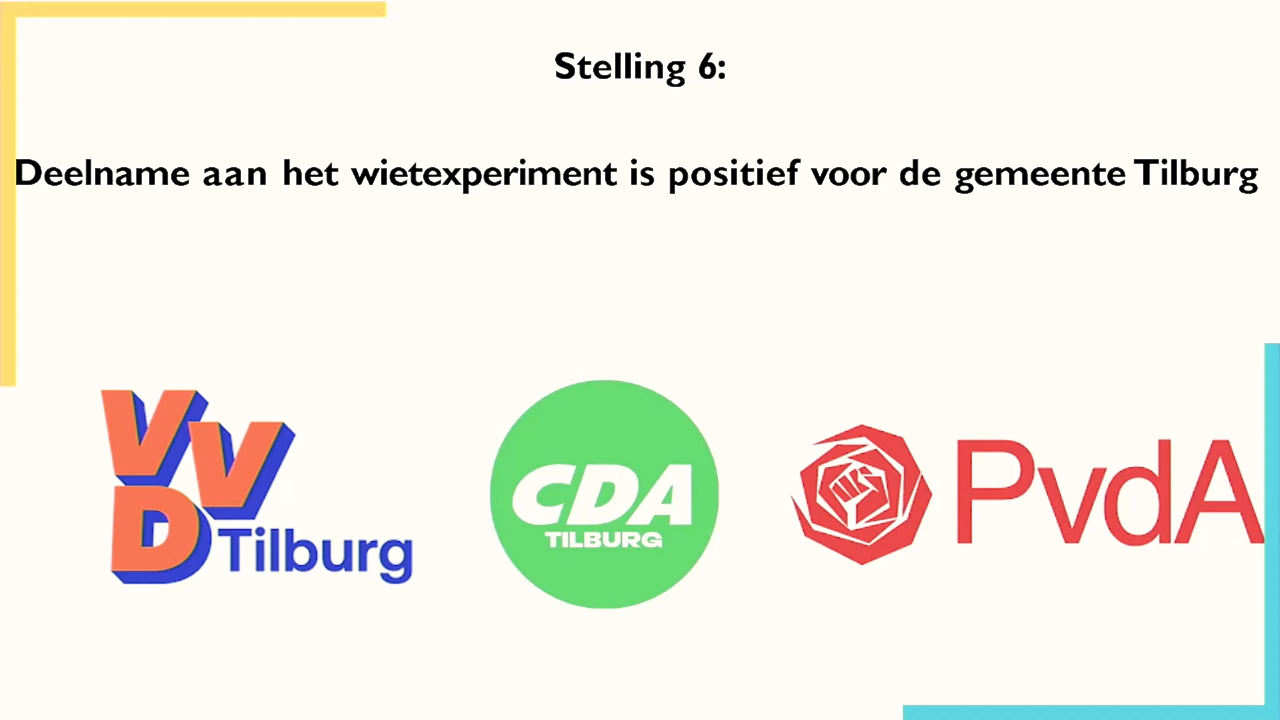 Stelling 6:
Deelname aan het wietexperiment is positief voor de gemeente Tilburg
VVD Tilburg
CDA
TILBURG
PvdA